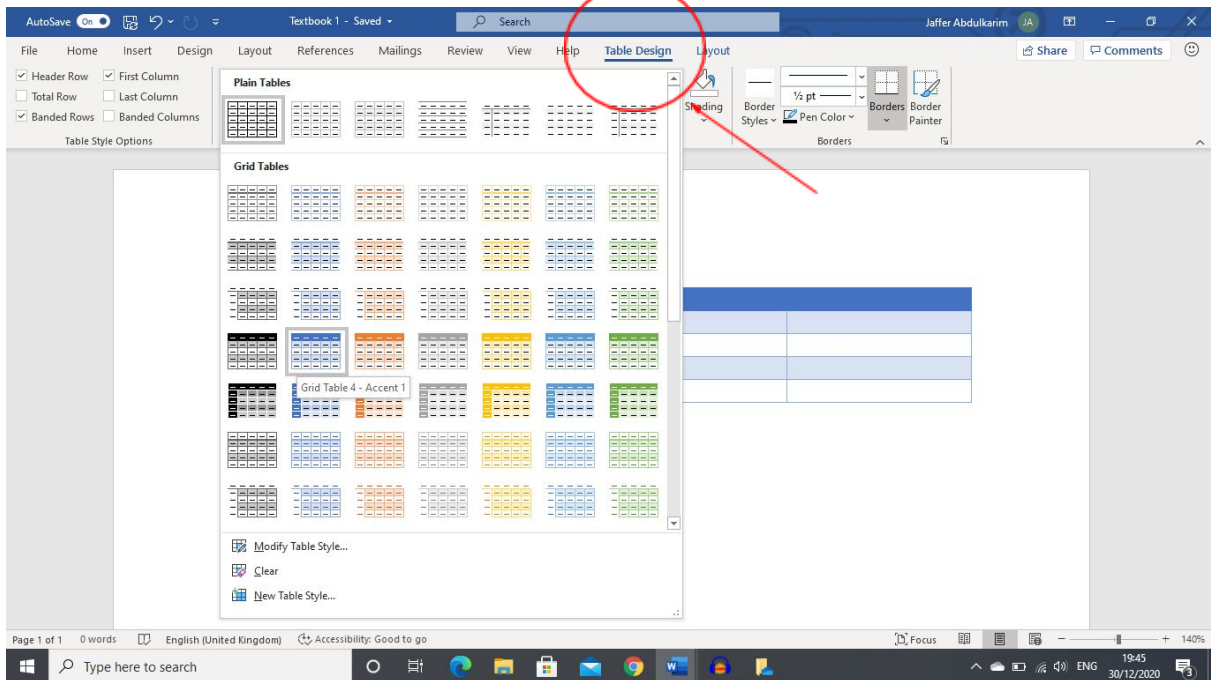 AutoSave On Textbook 1 - Saved Search Jaffer Abdulkarim JA
File Home Insert Design Layout References Mailings Review View Help Table Design Layout Share Comments
Header Row First Column
Total Row Last Column
Banded Rows Banded Columns
Table Style Options
Plain Tables
Shading
Border Styles
½ pt
Pen Color
Borders
Border Painter
Borders
Grid Tables
Grid Table 4 - Accent 1
Modify Table Style...
Clear
New Table Style...
Page 1 of 1 0 words English (United Kingdom) Accessibility: Good to go Focus 140%
Type here to search ENG 19:45
30/12/2020
3